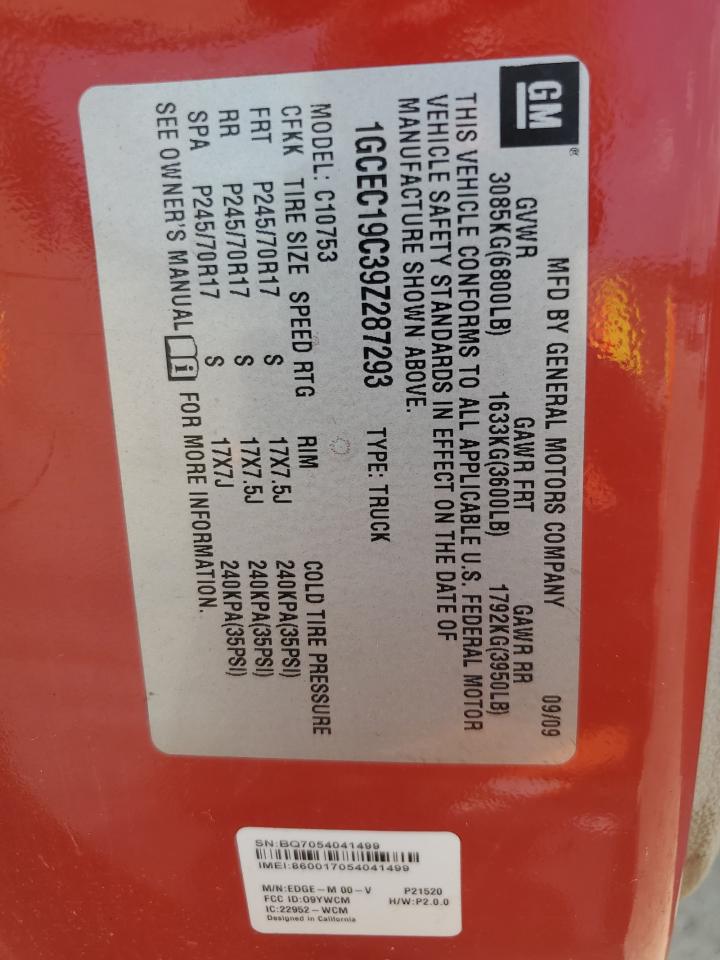 GM ®
MFD BY GENERAL MOTORS COMPANY 09/09
GVWR GAWR FRT GAWR RR
3085KG(6800LB) 1633KG(3600LB) 1792KG(3950LB)
THIS VEHICLE CONFORMS TO ALL APPLICABLE U.S. FEDERAL MOTOR
VEHICLE SAFETY STANDARDS IN EFFECT ON THE DATE OF
MANUFACTURE SHOWN ABOVE.
1GCEC19C39Z287293 TYPE: TRUCK
MODEL: C10753
CFKK TIRE SIZE SPEED RTG RIM COLD TIRE PRESSURE
FRT P245/70R17 S 17X7.5J 240KPA(35PSI)
RR P245/70R17 S 17X7.5J 240KPA(35PSI)
SPA P245/70R17 S 17X7J 240KPA(35PSI)
SEE OWNER'S MANUAL i FOR MORE INFORMATION.
SN:BQ7054041499
IMEI:860017054041499
M/N:EDGE-M 00-V P21520
FCC ID:O9YWCM H/W:P2.0.0
IC:22952-WCM
Designed in California